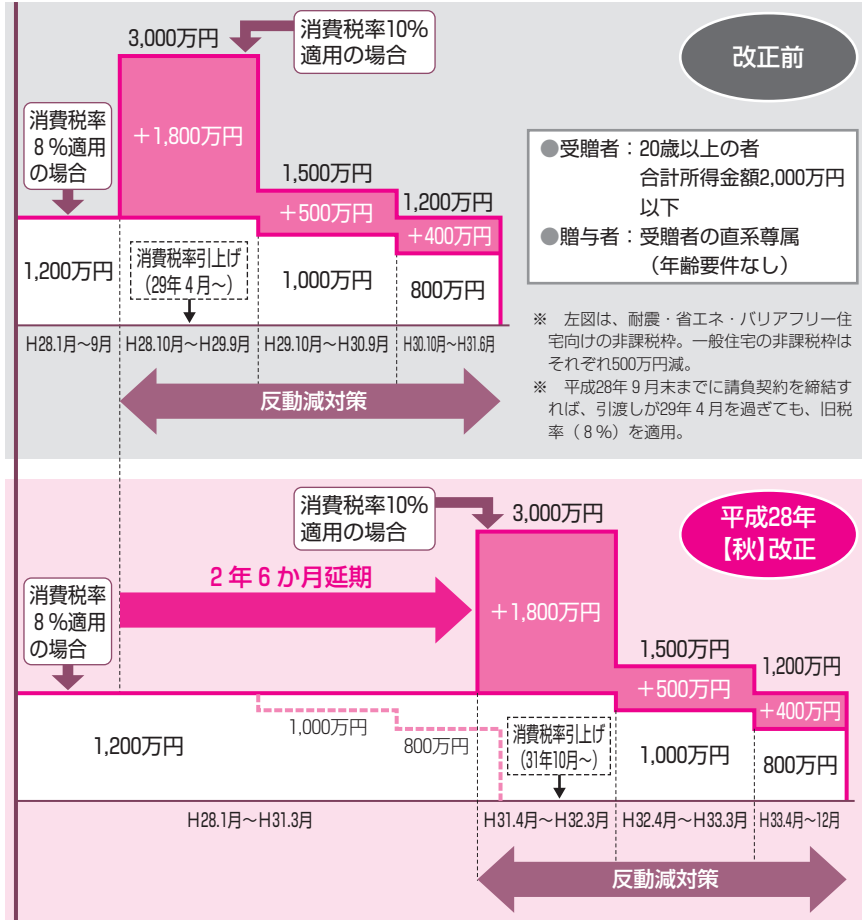 3,000万円
消費税率10%
適用の場合
改正前
消費税率
8%適用
の場合
+1,800万円
1,500万円
+500万円
1,200万円
+400万円
1,200万円
消費税率引上げ
(29年4月~)
1,000万円
800万円
●受贈者:20歳以上の者
合計所得金額2,000万円
以下
●贈与者:受贈者の直系尊属
(年齢要件なし)
H28.1月~9月
H28.10月~H29.9月
H29.10月~H30.9月
H30.10月~H31.6月
反動減対策
※ 左図は、耐震・省エネ・バリアフリー住
宅向けの非課税枠。一般住宅の非課税枠は
それぞれ500万円減。
※ 平成28年9月末までに請負契約を締結す
れば、引渡しが29年4月を過ぎても、旧税
率(8%)を適用。
消費税率10%
適用の場合
3,000万円
平成28年
【秋】改正
2年6か月延期
消費税率
8%適用
の場合
+1,800万円
1,500万円
+500万円
1,200万円
+400万円
1,200万円
1,000万円
800万円
消費税率引上げ
(31年10月~)
1,000万円
800万円
H28.1月~H31.3月
H31.4月~H32.3月
H32.4月~H33.3月
H33.4月~12月
反動減対策